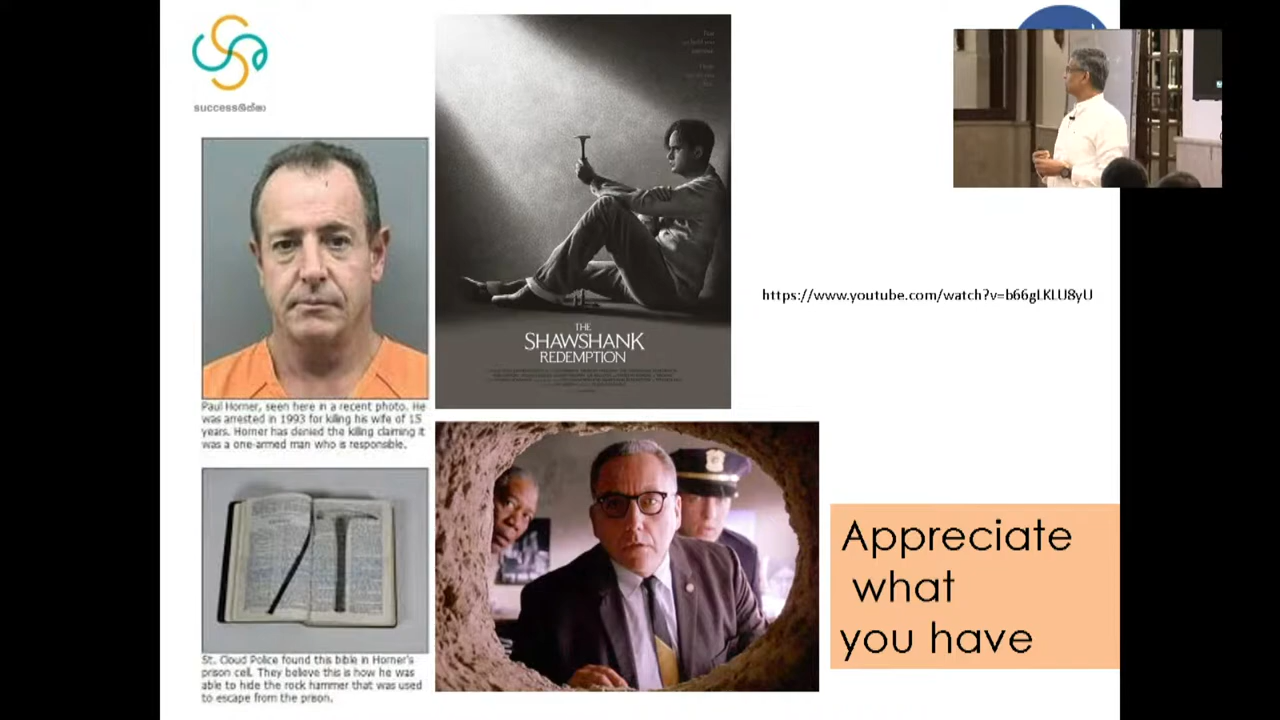 successශික්ෂා
THE
SHAWSHANK
REDEMPTION
https://www.youtube.com/watch?v=b66gLKLU8yU
Paul Horner, seen here in a recent photo. He
was arrested in 1993 for killing his wife of 15
years. Horner has denied the killing claiming it
was a one-armed man who is responsible.
St. Cloud Police found this bible in Horner's
prison cell. They believe this is how he was
able to hide the rock hammer that was used
to escape from the prison.
Appreciate
what
you have